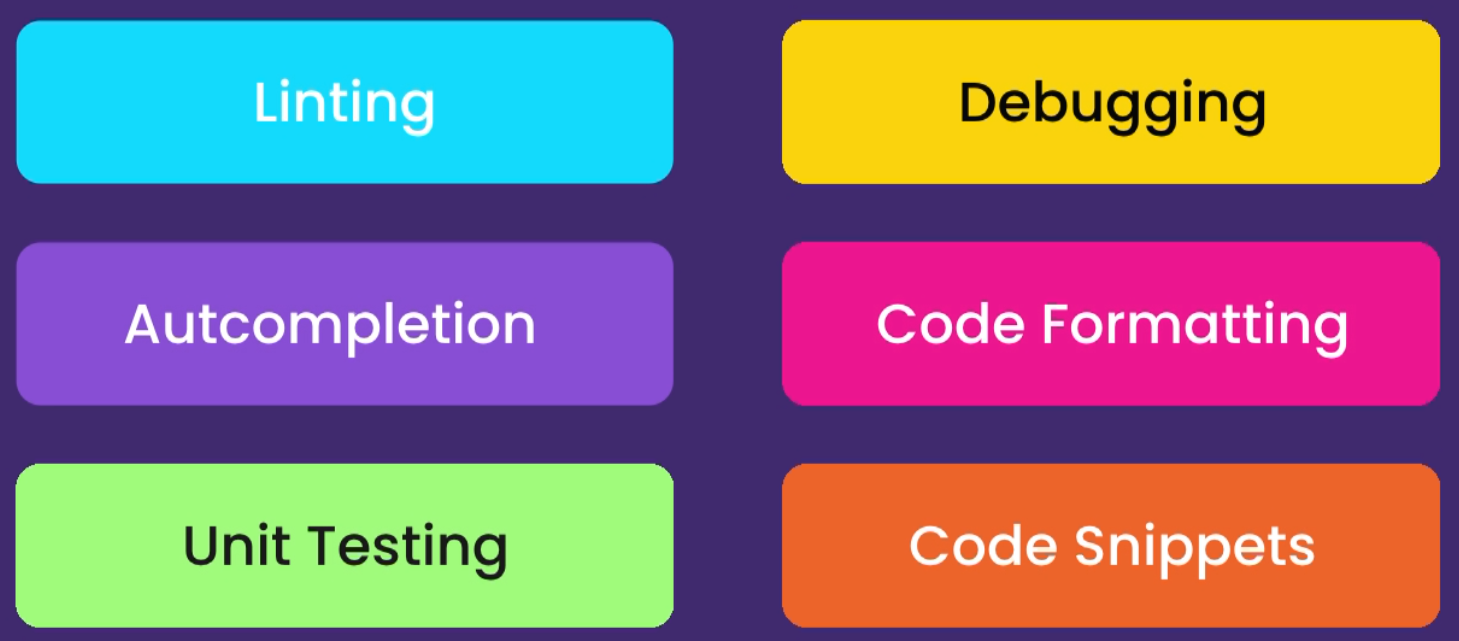 Linting
Debugging
Autcompletion
Code Formatting
Unit Testing
Code Snippets